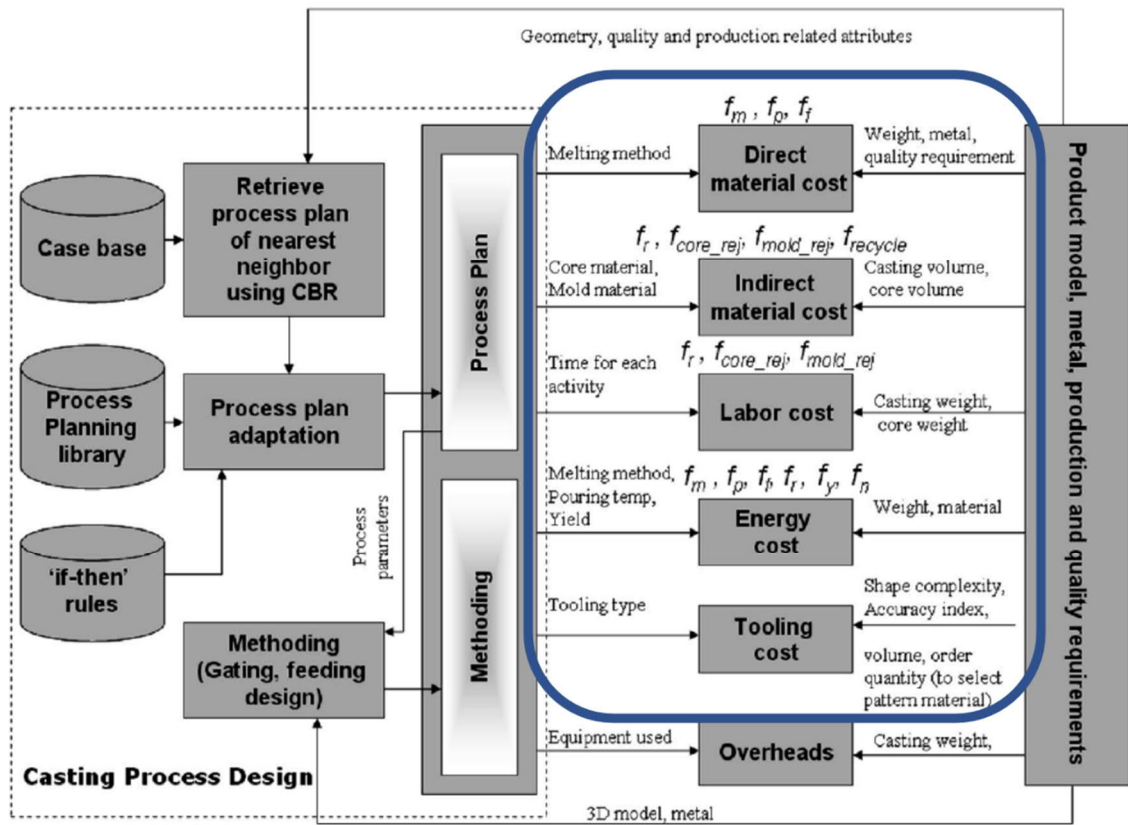 Geometry, quality and production related attributes
Case base
Process
Planning
library
'if-then'
rules
Retrieve
process plan
of nearest
neighbor
using CBR
Process plan
adaptation
Methoding
(Gating, feeding
design)
Casting Process Design
Process
parameters
Process Plan
Methoding
Melting method
f_m , f_p, f_f
Direct
material cost
Weight, metal,
quality requirement
Core material,
Mold material
f_r , f_core_rej, f_mold_rej, f_recycle
Indirect
material cost
Casting volume,
core volume
Time for each
activity
f_r , f_core_rej, f_mold_rej
Labor cost
Casting weight,
core weight
Melting method,
Pouring temp,
Yield
f_m , f_p, f_f, f_r, f_y, f_n
Energy
cost
Weight, material
Tooling type
Tooling
cost
Shape complexity,
Accuracy index,
volume, order
quantity (to select
pattern material)
Equipment used
Overheads
Casting weight,
Product model, metal, production and quality requirements
3D model, metal